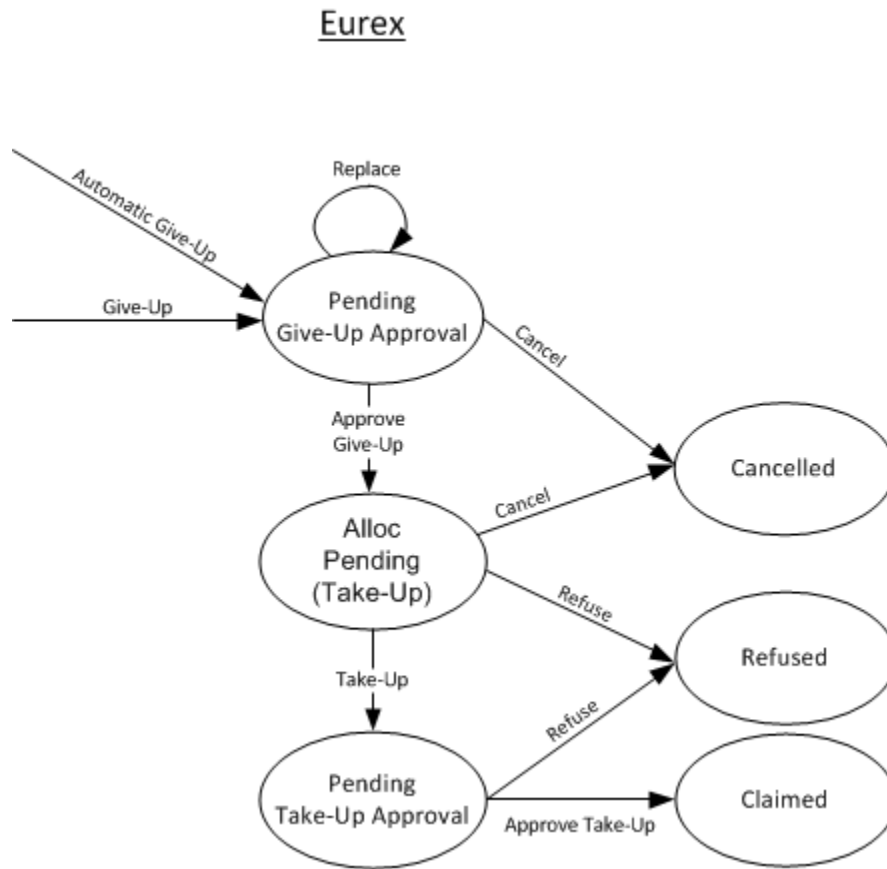 Eurex
Replace
Automatic Give-Up
Give-Up
Pending
Give-Up Approval
Cancel
Approve
Give-Up
Cancelled
Cancel
Alloc
Pending
(Take-Up)
Refuse
Refused
Take-Up
Refuse
Pending
Take-Up Approval
Claimed
Approve Take-Up